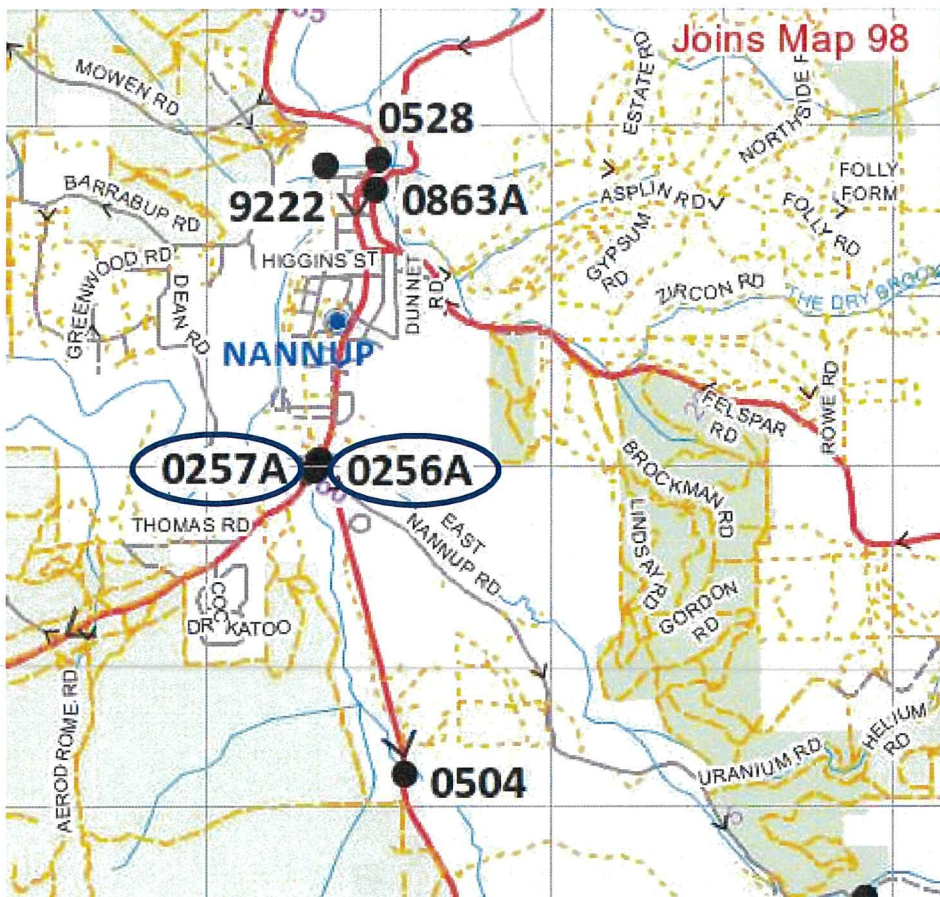 Joins Map 98
MOWEN RD
0528
ESTATE RD
NORTHSIDE
9222
0863A
BARRABUP RD
ASPLIN RD
FOLLY
FORM
FOLLY RD
GYPSUM
RD
HIGGINS ST
GREENWOOD RD
DEAN RD
DUNNET
RD
ZIRCON RD
THE DRY BROOK
NANNUP
ROWE RD
FELSPAR
RD
0257A
0256A
BROCKMAN RD
THOMAS RD
EAST
NANNUP RD
LINDSAY RD
GORDON
RD
COC
KATOO
DR
AERODROME RD
HELIUM
RD
URANIUM RD
0504